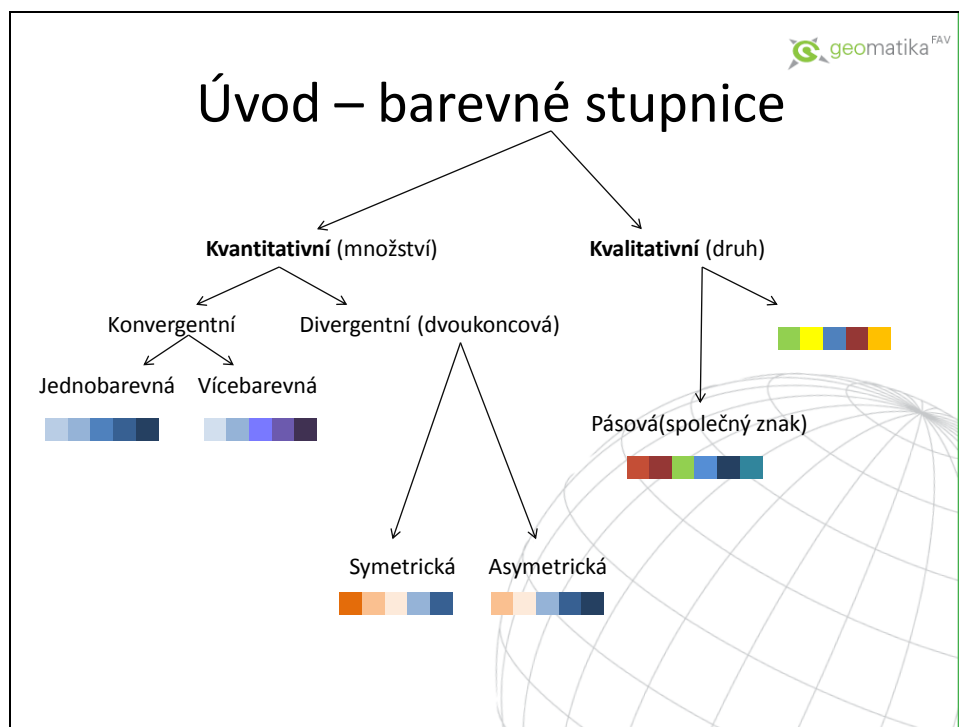 geomatika FAV
Úvod – barevné stupnice
Kvantitativní (množství)
Kvalitativní (druh)
Konvergentní
Divergentní (dvoukoncová)
Jednobarevná
Vícebarevná
Pásová(společný znak)
Symetrická
Asymetrická